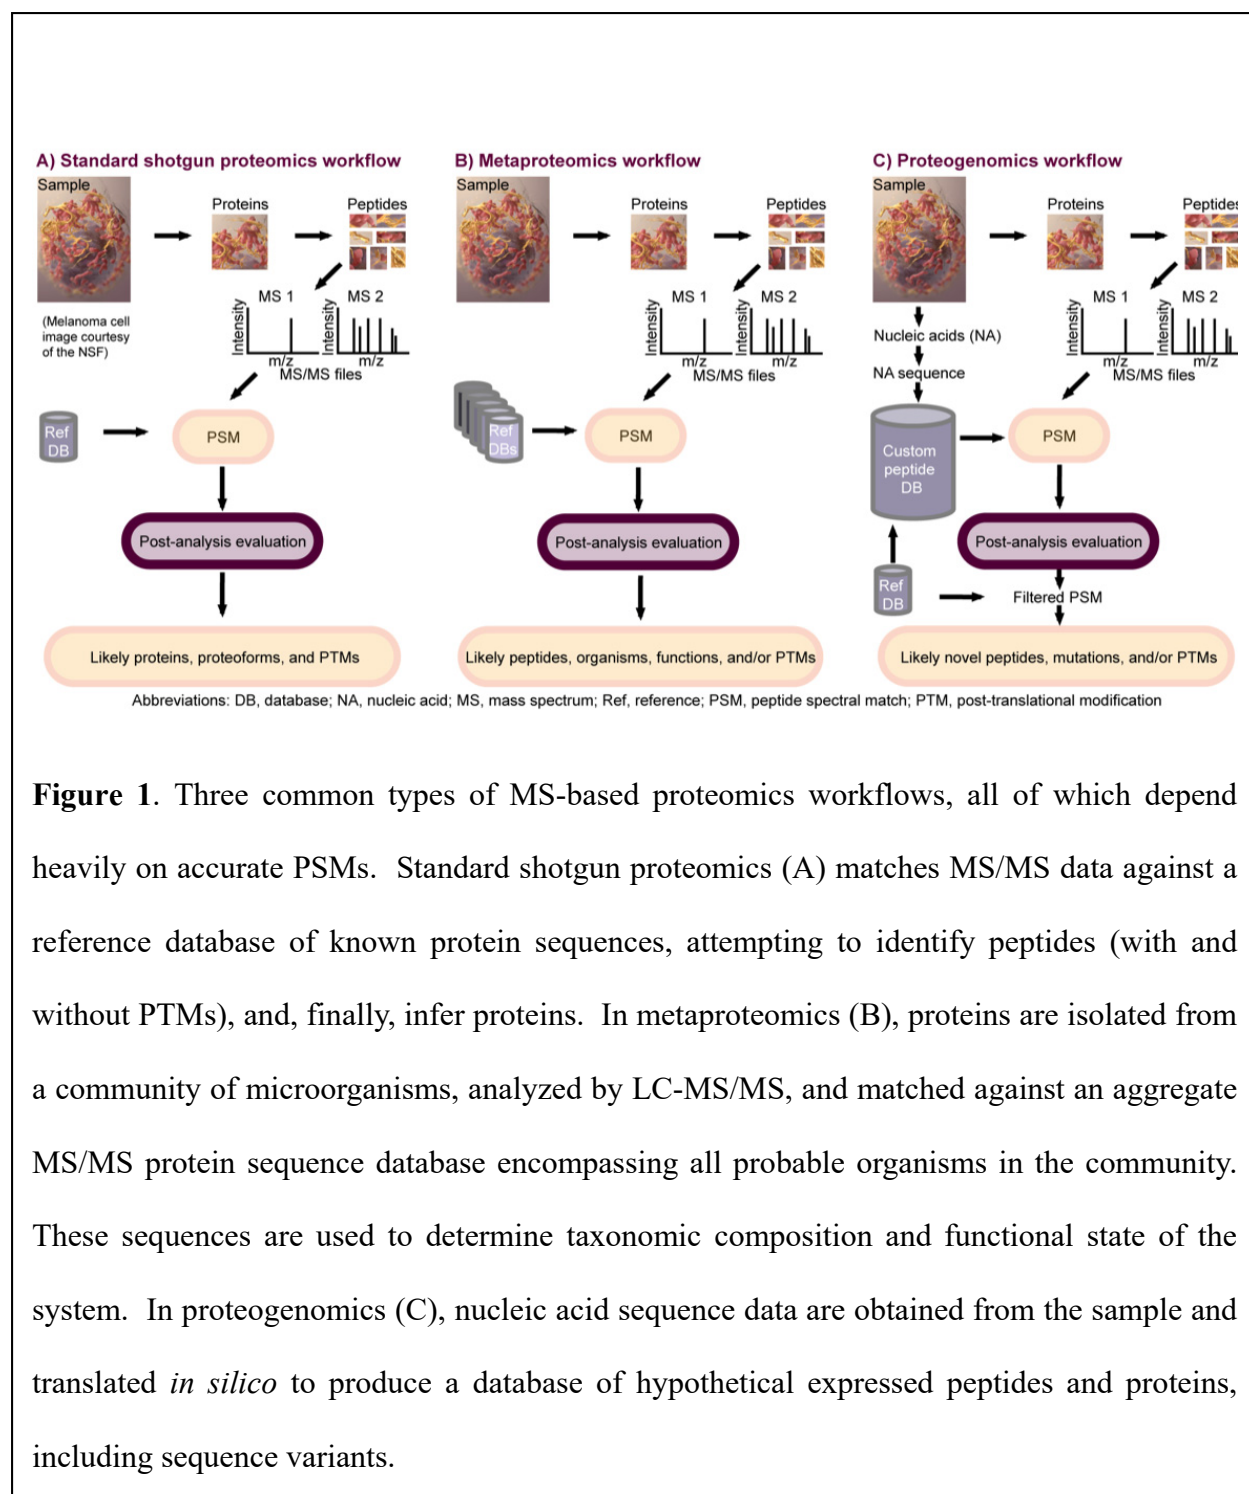 A) Standard shotgun proteomics workflow
Sample
Proteins
Peptides
(Melanoma cell
image courtesy
of the NSF)
MS 1
MS 2
Intensity
Intensity
m/z
MS/MS files
Ref
DB
PSM
Post-analysis evaluation
Likely proteins, proteoforms, and PTMs
B) Metaproteomics workflow
Sample
Proteins
Peptides
MS 1
MS 2
Intensity
Intensity
m/z
MS/MS files
Ref
DBs
PSM
Post-analysis evaluation
Likely peptides, organisms, functions, and/or PTMs
C) Proteogenomics workflow
Sample
Proteins
Peptides
Nucleic acids (NA)
NA sequence
MS 1
MS 2
Intensity
Intensity
m/z
MS/MS files
Custom
peptide
DB
PSM
Post-analysis evaluation
Ref
DB
Filtered PSM
Likely novel peptides, mutations, and/or PTMs
Abbreviations: DB, database; NA, nucleic acid; MS, mass spectrum; Ref, reference; PSM, peptide spectral match; PTM, post-translational modification
Figure 1. Three common types of MS-based proteomics workflows, all of which depend
heavily on accurate PSMs. Standard shotgun proteomics (A) matches MS/MS data against a
reference database of known protein sequences, attempting to identify peptides (with and
without PTMs), and, finally, infer proteins. In metaproteomics (B), proteins are isolated from
a community of microorganisms, analyzed by LC-MS/MS, and matched against an aggregate
MS/MS protein sequence database encompassing all probable organisms in the community.
These sequences are used to determine taxonomic composition and functional state of the
system. In proteogenomics (C), nucleic acid sequence data are obtained from the sample and
translated in silico to produce a database of hypothetical expressed peptides and proteins,
including sequence variants.